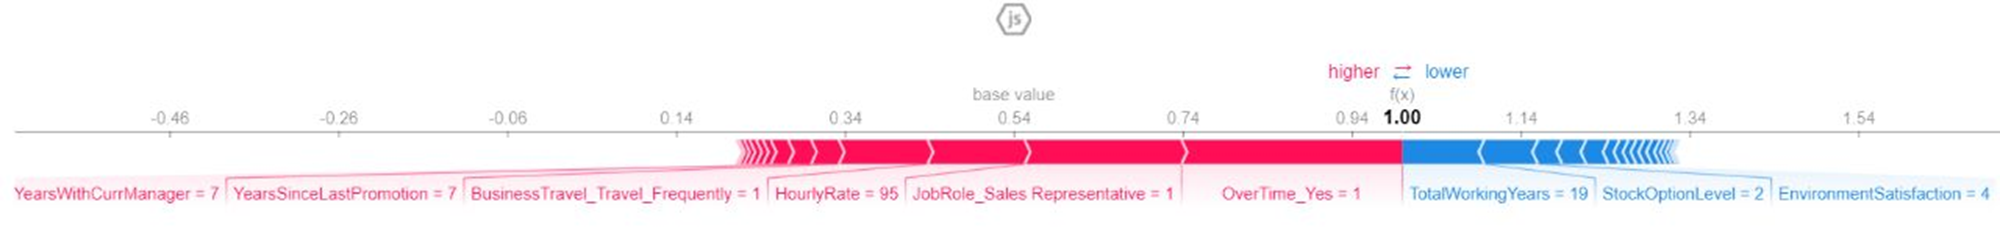 js
higher lower
base value f(x)
-0.46 -0.26 -0.06 0.14 0.34 0.54 0.74 0.94 1.00 1.14 1.34 1.54
YearsWithCurrManager = 7 YearsSinceLastPromotion = 7 BusinessTravel_Travel_Frequently = 1 HourlyRate = 95 JobRole_Sales Representative = 1 OverTime_Yes = 1 TotalWorkingYears = 19 StockOptionLevel = 2 EnvironmentSatisfaction = 4